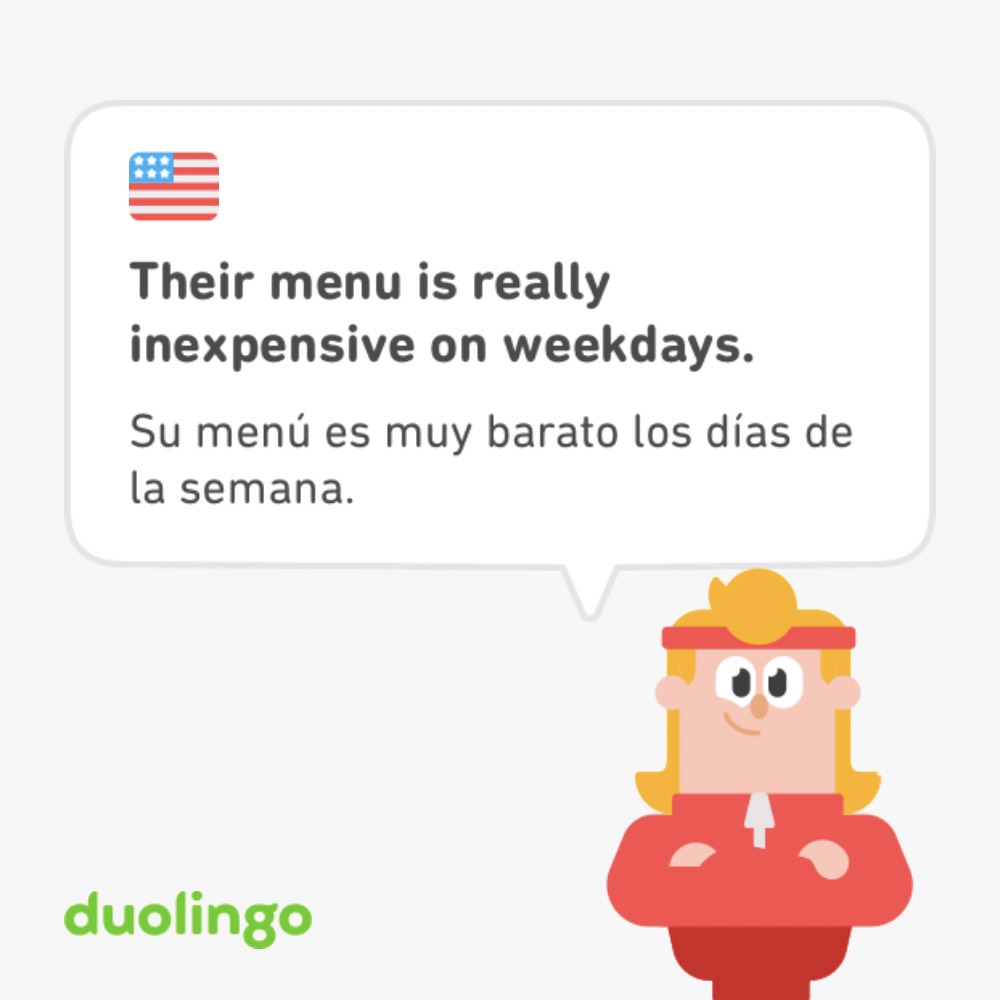 Their menu is really
inexpensive on weekdays.
Su menú es muy barato los días de
la semana.
duolingo